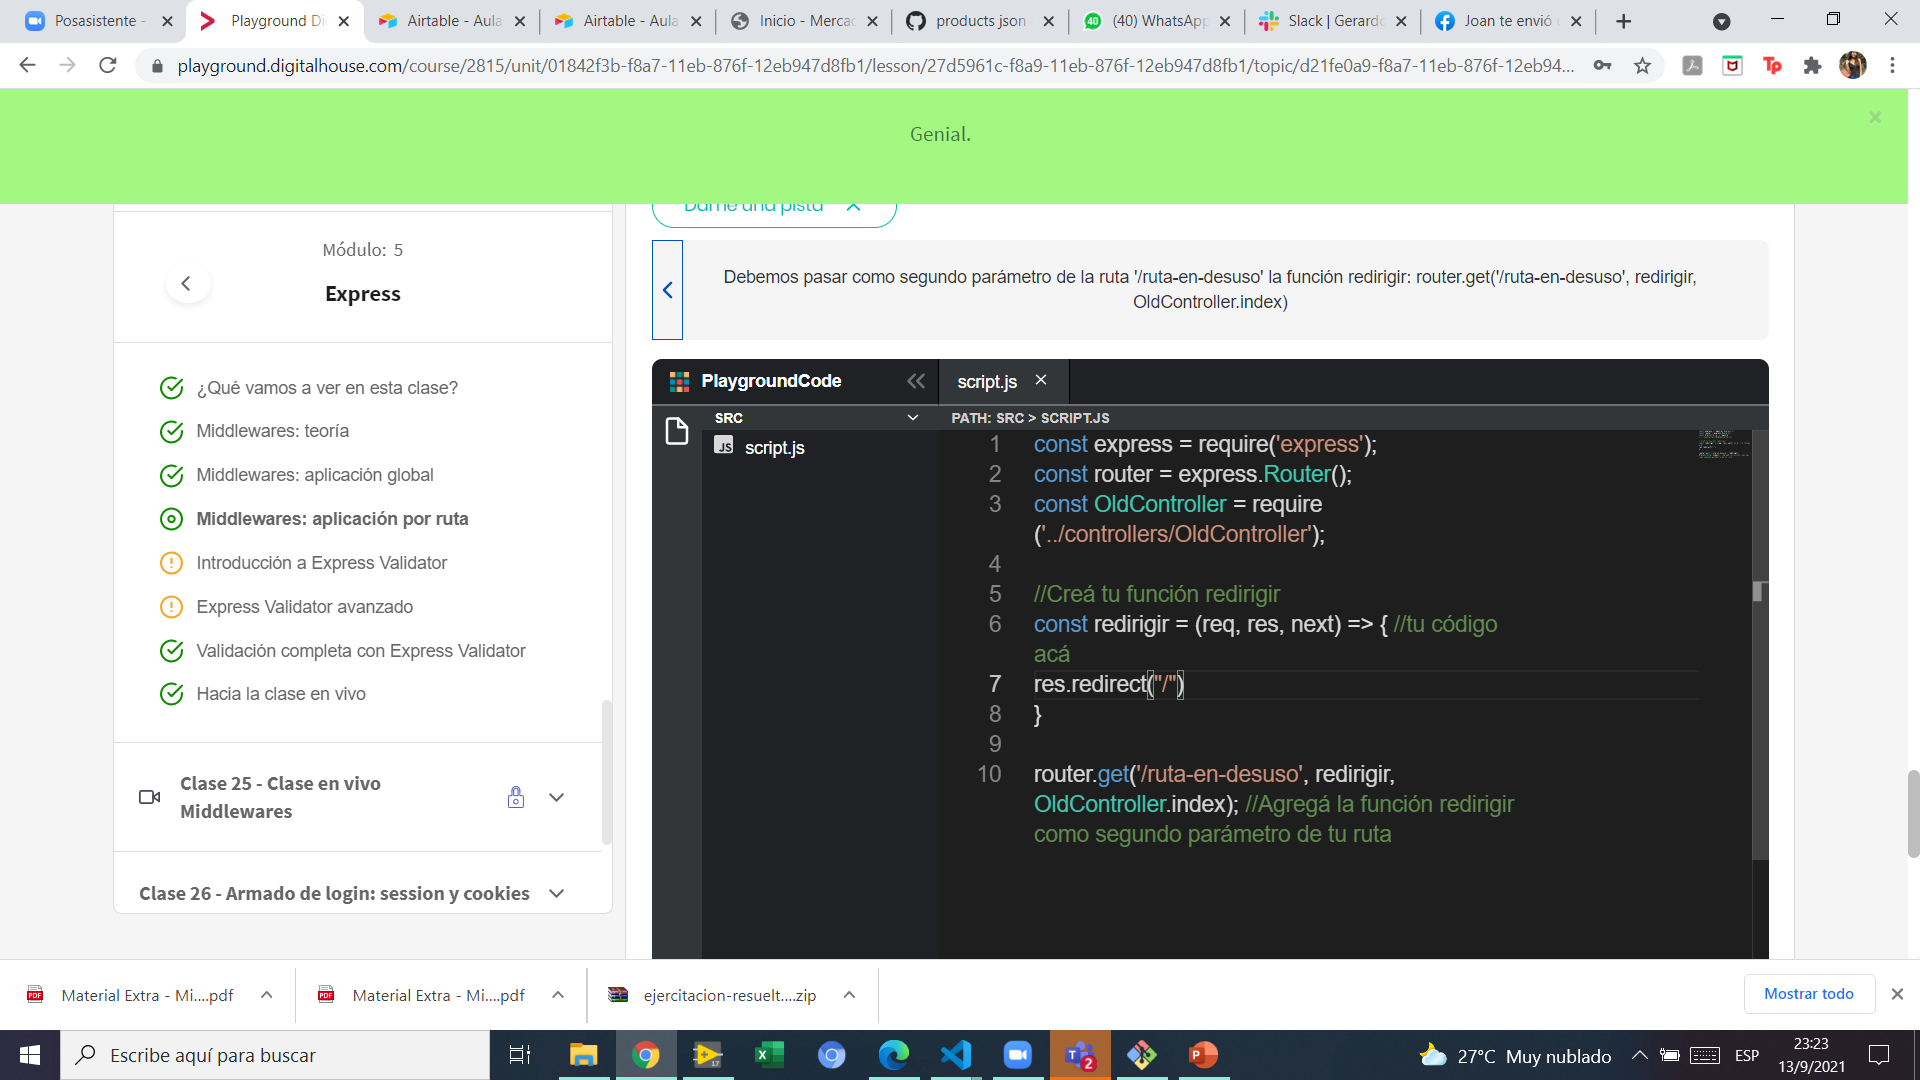 Posasistente -
Playground Di
Airtable - Aula
Airtable - Aula
Inicio - Merca
products json
(40) WhatsApp
Slack | Gerardo
Joan te envió
playground.digitalhouse.com/course/2815/unit/01842f3b-f8a7-11eb-876f-12eb947d8fb1/lesson/27d5961c-f8a9-11eb-876f-12eb947d8fb1/topic/d21fe0a9-f8a7-11eb-876f-12eb94...
Genial.
Dame una pista
Módulo: 5
Express
¿Qué vamos a ver en esta clase?
Middlewares: teoría
Middlewares: aplicación global
Middlewares: aplicación por ruta
Introducción a Express Validator
Express Validator avanzado
Validación completa con Express Validator
Hacia la clase en vivo
Clase 25 - Clase en vivo
Middlewares
Clase 26 - Armado de login: session y cookies
Debemos pasar como segundo parámetro de la ruta '/ruta-en-desuso' la función redirigir: router.get('/ruta-en-desuso', redirigir,
OldController.index)
PlaygroundCode
script.js
SRC
PATH: SRC > SCRIPT.JS
JS script.js
1 const express = require('express');
2 const router = express.Router();
3 const OldController = require
('../controllers/OldController');
4
5 //Creá tu función redirigir
6 const redirigir = (req, res, next) => { //tu código
acá
7 res.redirect("/")
8 }
9
10 router.get('/ruta-en-desuso', redirigir,
OldController.index); //Agregá la función redirigir
como segundo parámetro de tu ruta
PDF Material Extra - Mi....pdf
PDF Material Extra - Mi....pdf
ejercitacion-resuelt....zip
Mostrar todo
Escribe aquí para buscar
27°C Muy nublado
ESP
23:23
13/9/2021